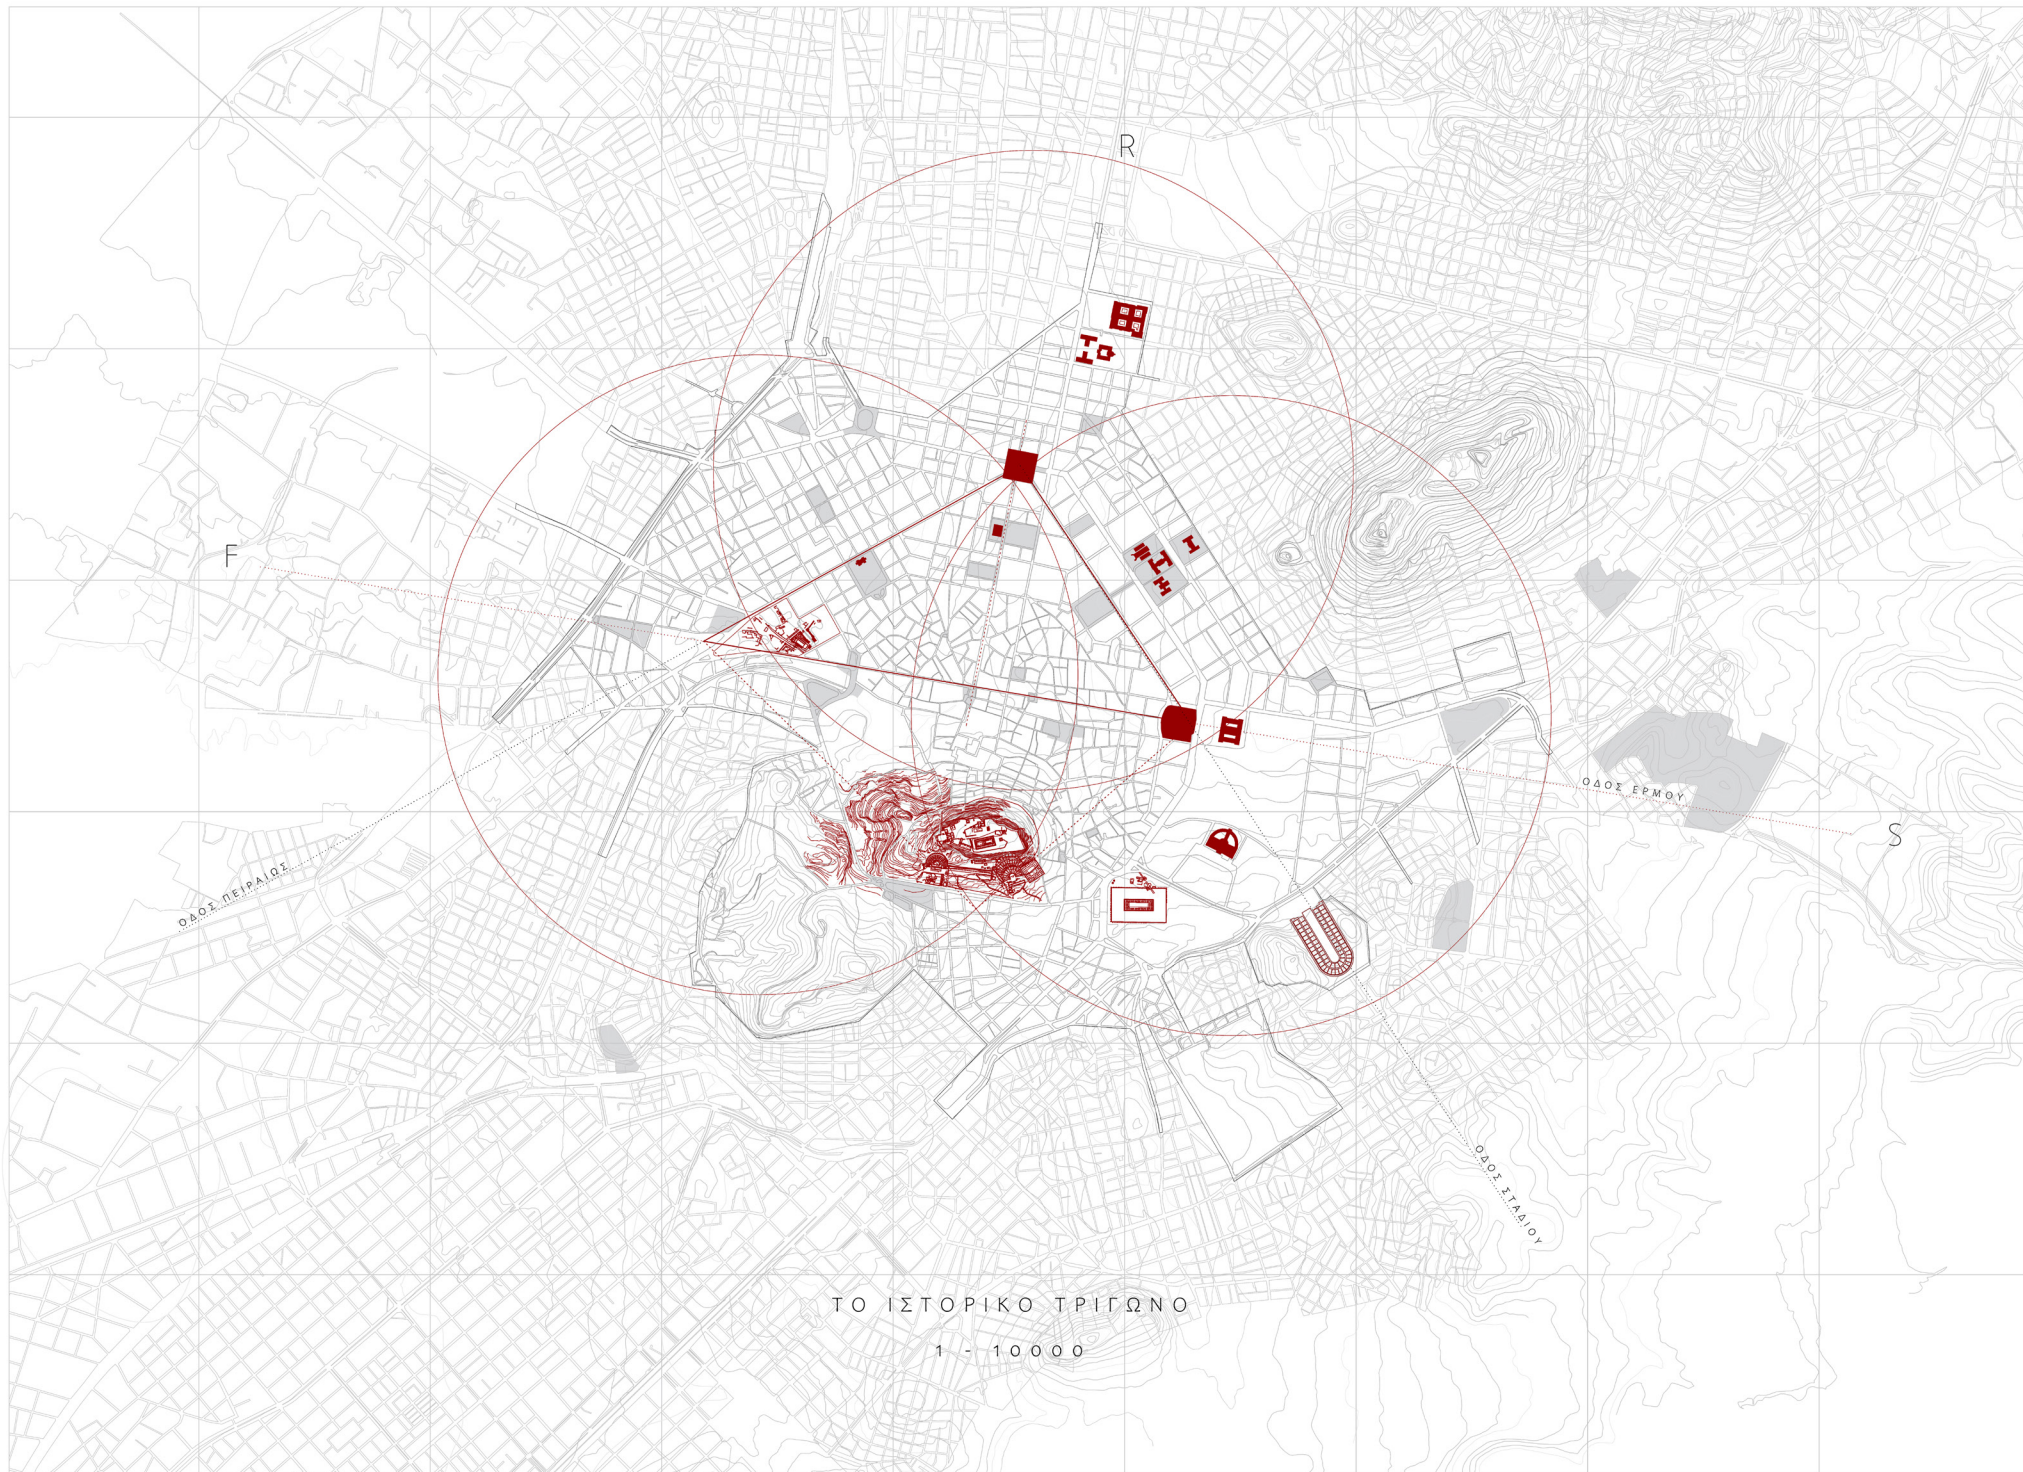 R
F
ΟΔΟΣ ΕΡΜΟΥ
S
ΟΔΟΣ ΠΕΙΡΑΙΩΣ
ΟΔΟΣ ΣΤΑΔΙΟΥ
ΤΟ ΙΣΤΟΡΙΚΟ ΤΡΙΓΩΝΟ
1 - 10000